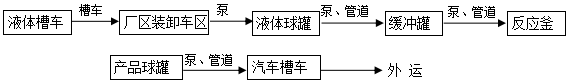 槽车 泵 泵、管道 泵、管道
液体槽车 厂区装卸车区 液体球罐 缓冲罐 反应釜
泵、管道
产品球罐 汽车槽车 外 运